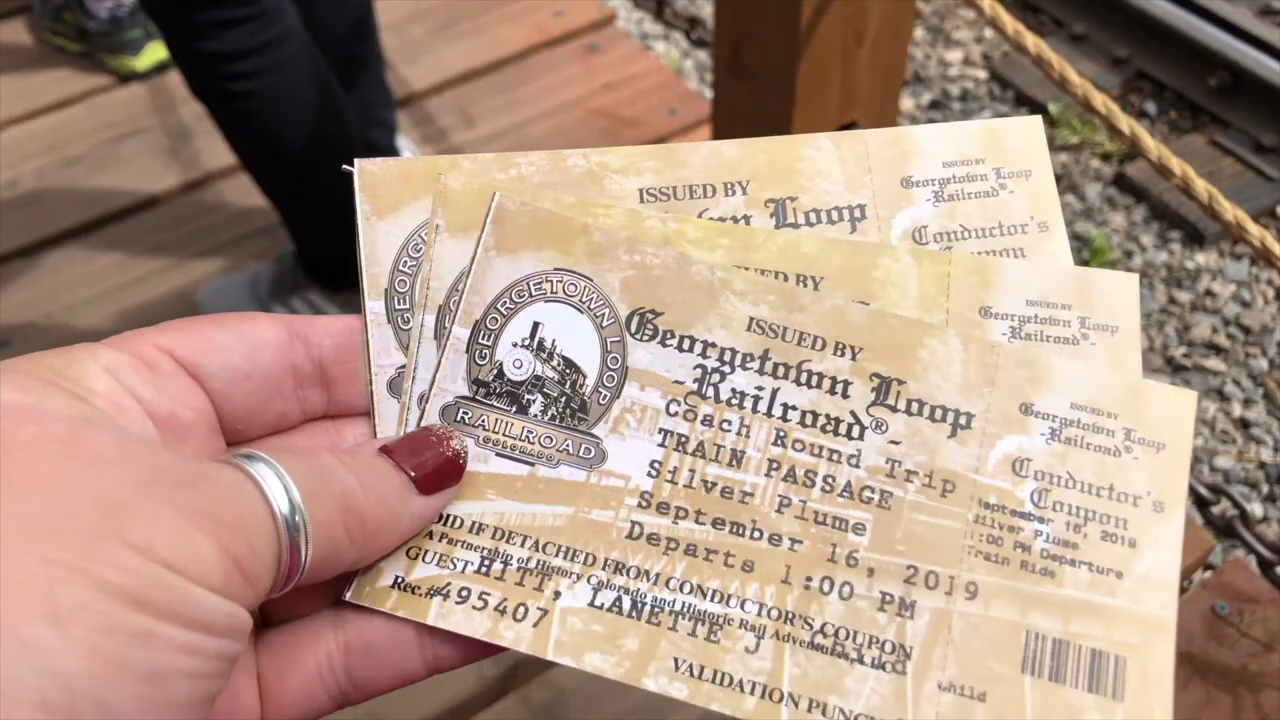 ISSUED BY
Loop
ISSUED BY
Georgetown Loop
-Railroad®-
Conductor's
Coupon
ISSUED BY
Georgetown Loop
-Railroad®-
GEORGETOWN LOOP
RAILROAD
COLORADO
ISSUED BY
Georgetown Loop
-Railroad®-
Coach Round Trip
TRAIN PASSAGE
Silver Plume
September 16, 2019
Departs 1:00 PM
IF DETACHED FROM CONDUCTOR'S COUPON
A Partnership of History Colorado and Historic Rail Adventures, LLC
GUEST HITT, LANETTE J Child
Rec.#495407
VALIDATION
ISSUED BY
Georgetown Loop
-Railroad®-
Conductor's
Coupon
September 16, 2019
Silver Plume
:00 PM Departure
Train Ride
Child